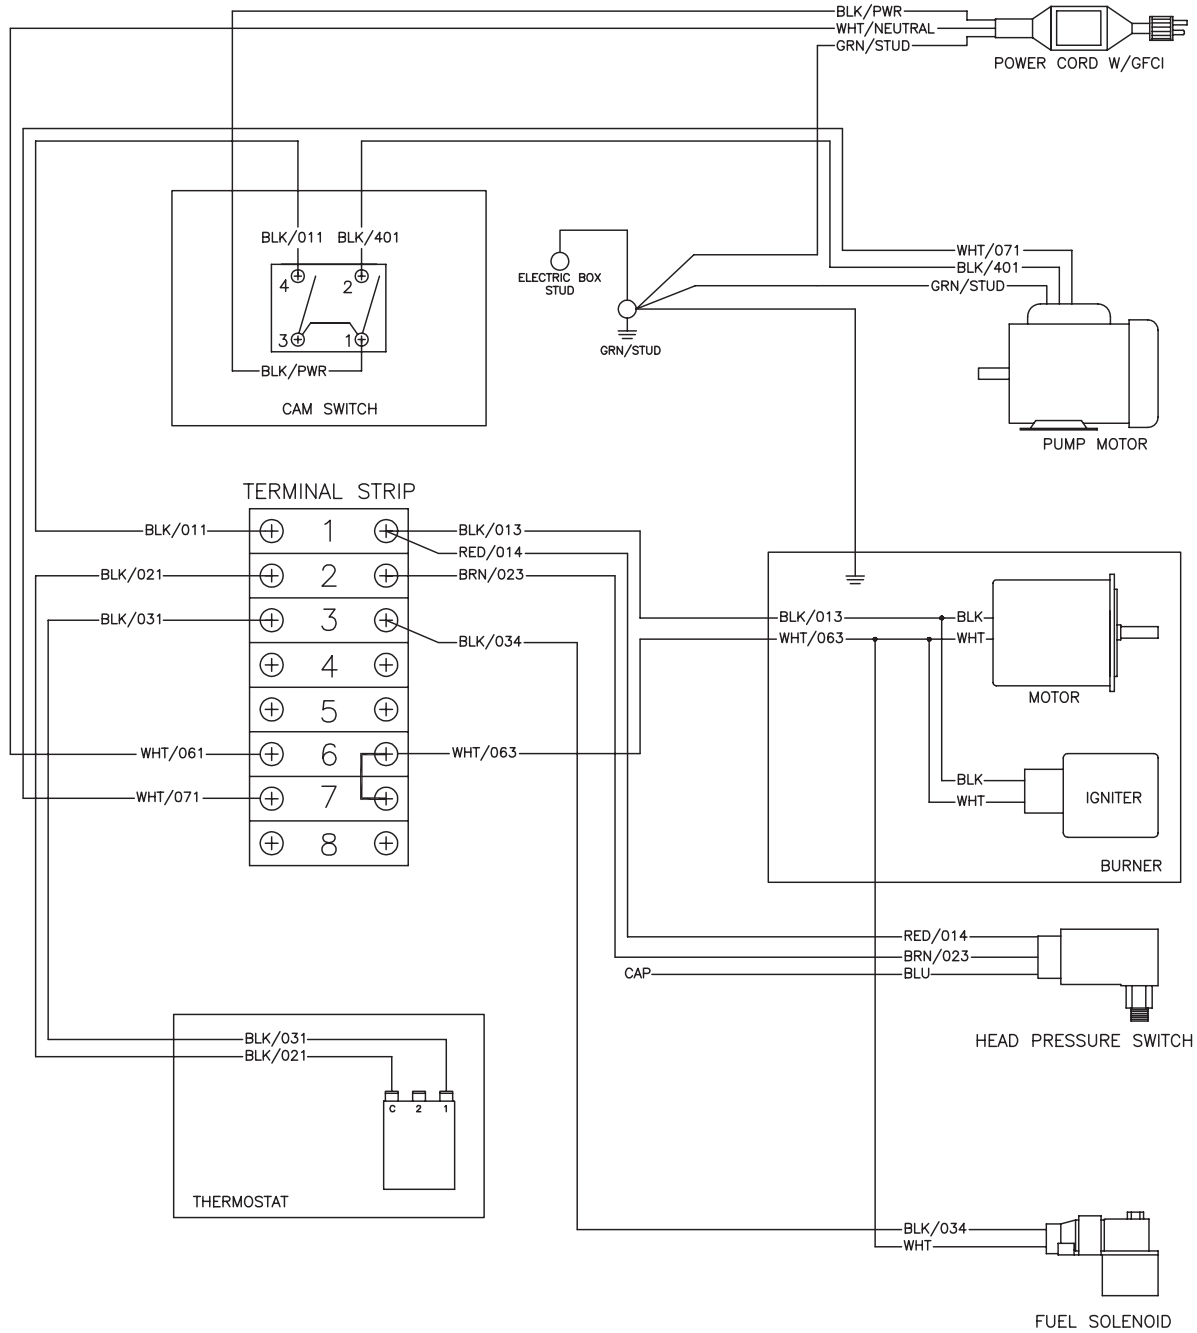 BLK/PWR
WHT/NEUTRAL
GRN/STUD
POWER CORD W/GFCI
BLK/011 BLK/401
4 2
3 1
BLK/PWR
CAM SWITCH
ELECTRIC BOX
STUD
GRN/STUD
WHT/071
BLK/401
GRN/STUD
PUMP MOTOR
TERMINAL STRIP
BLK/011 1 BLK/013
RED/014
BLK/021 2 BRN/023
BLK/031 3 BLK/034
4
5
WHT/061 6 WHT/063
WHT/071 7
8
BLK/013 BLK
WHT/063 WHT
MOTOR
BLK
WHT
IGNITER
BURNER
RED/014
BRN/023
CAP BLU
HEAD PRESSURE SWITCH
BLK/031
BLK/021
C 2 1
THERMOSTAT
BLK/034
WHT
FUEL SOLENOID